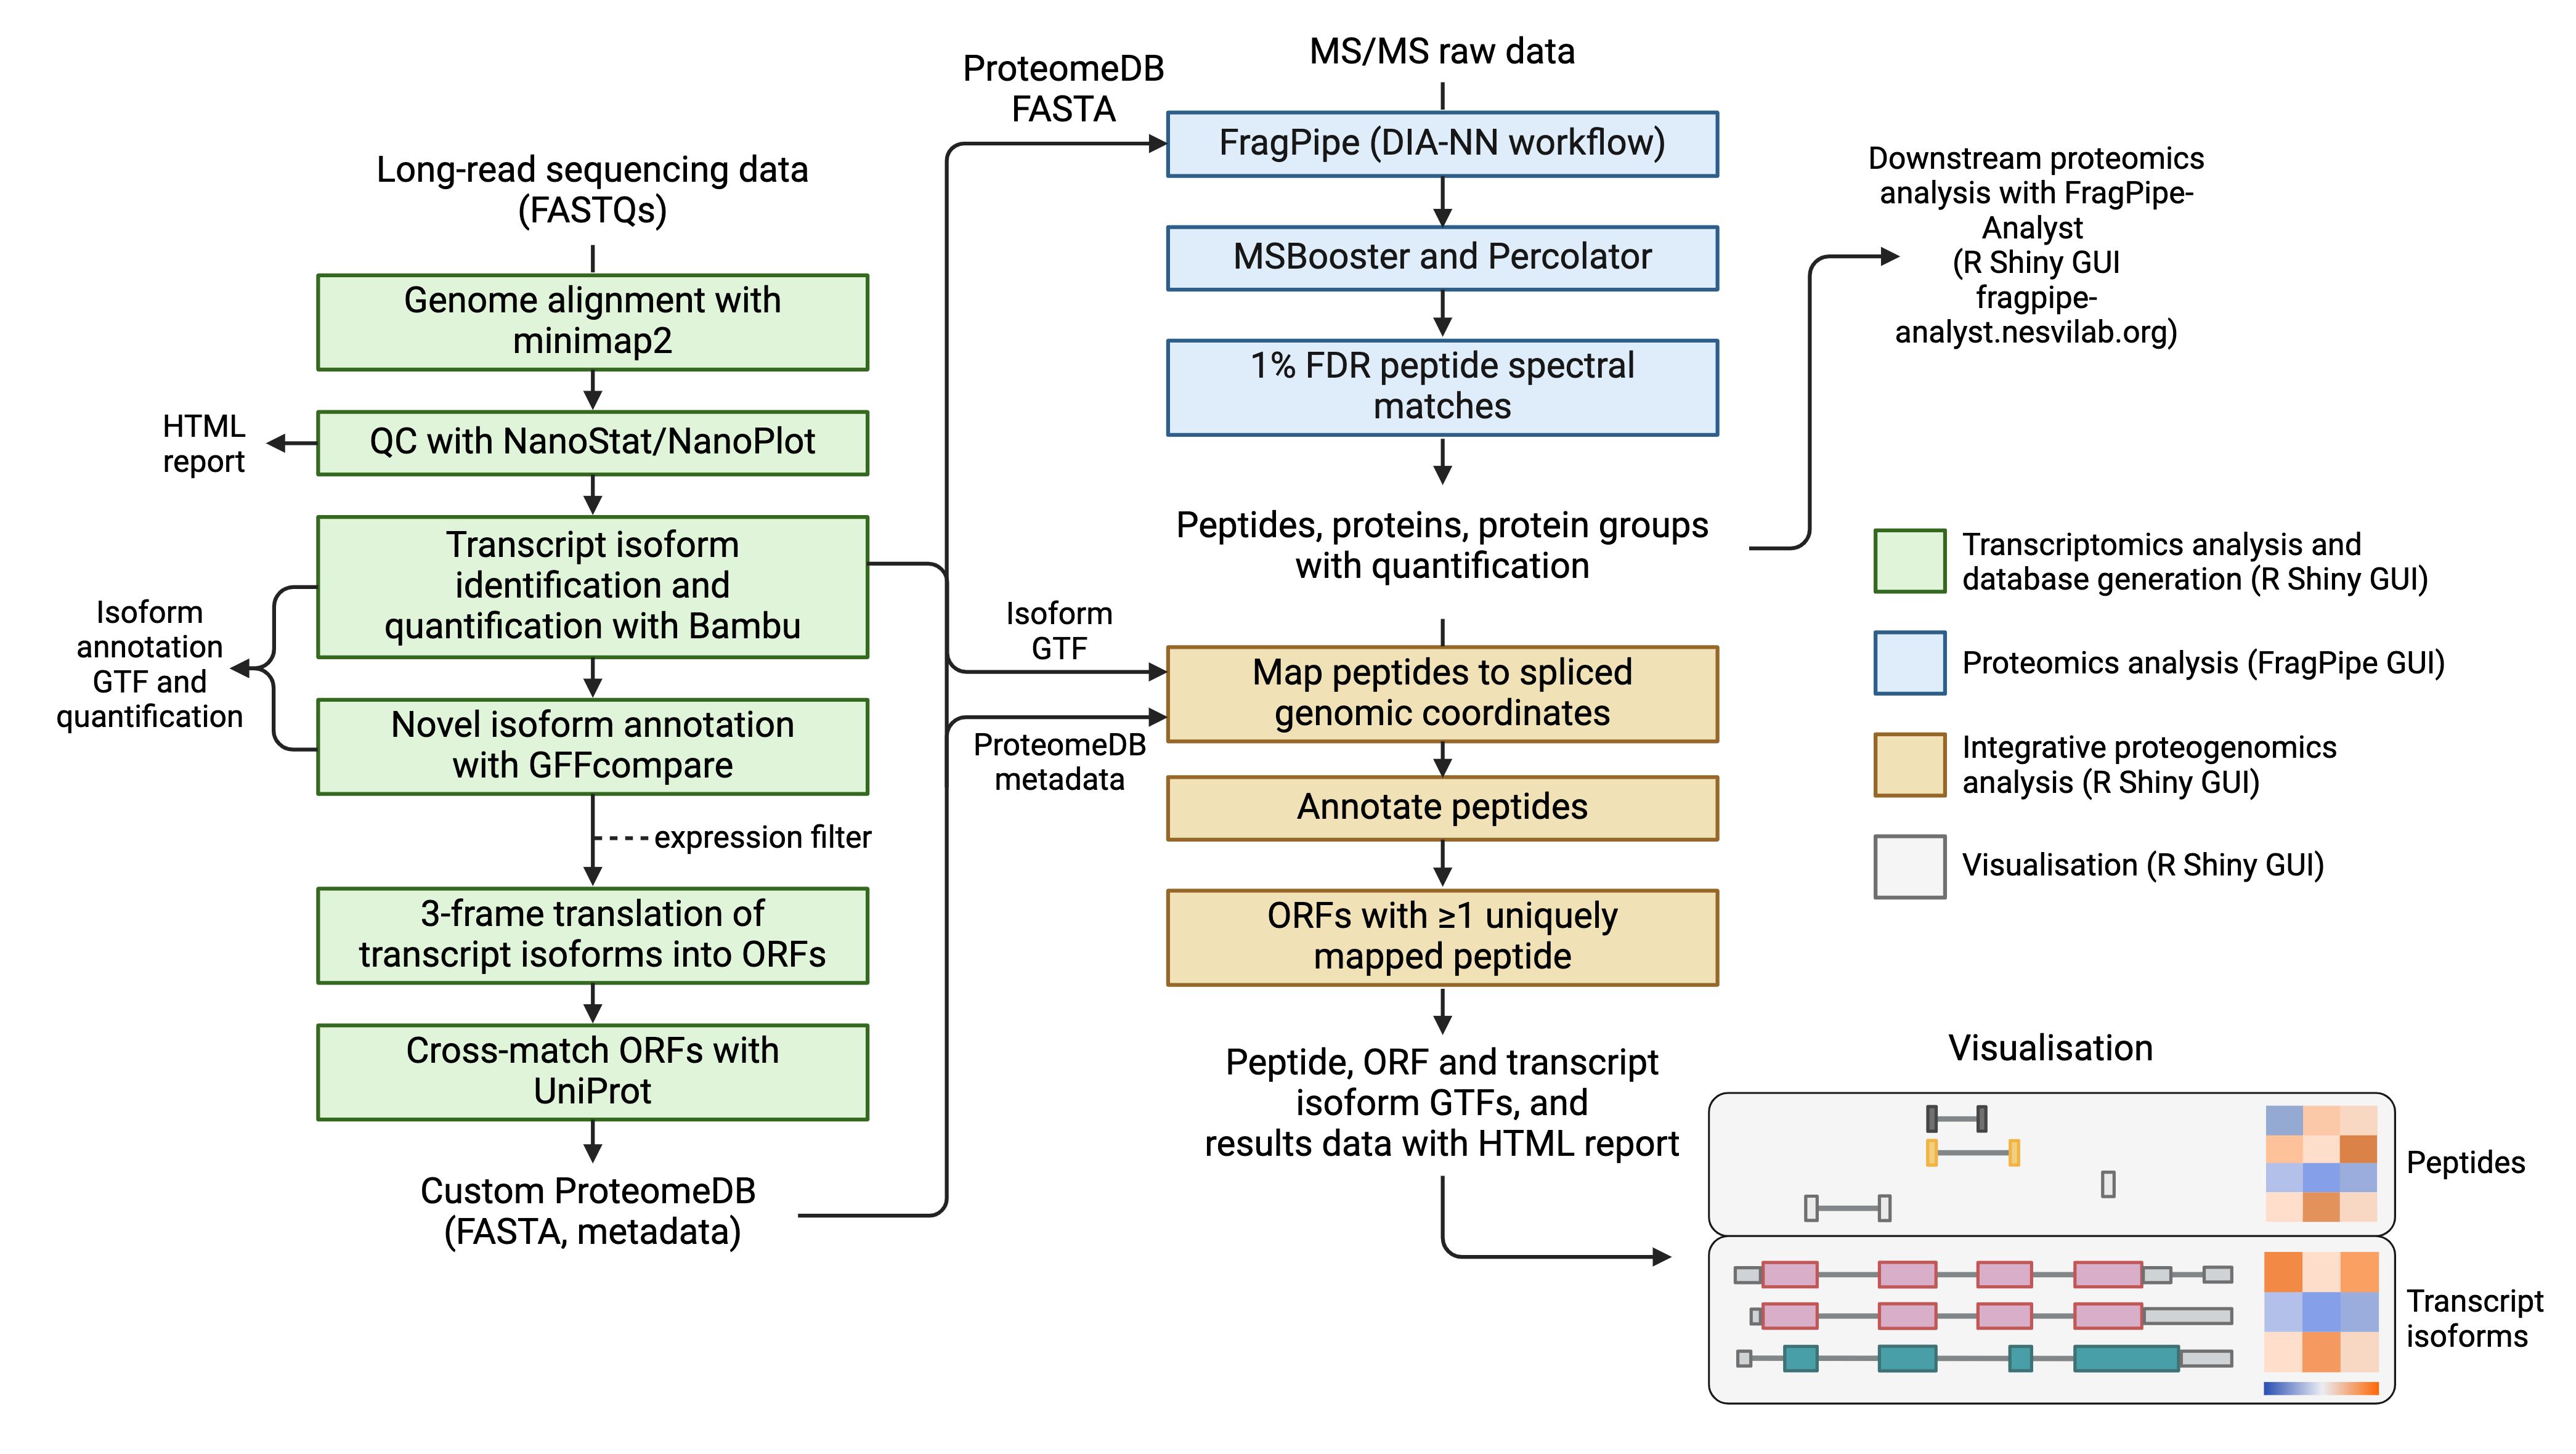 Long-read sequencing data
(FASTQs)
Genome alignment with
minimap2
QC with NanoStat/NanoPlot
HTML
report
Transcript isoform
identification and
quantification with Bambu
Isoform
annotation
GTF and
quantification
Novel isoform annotation
with GFFcompare
expression filter
3-frame translation of
transcript isoforms into ORFs
Cross-match ORFs with
UniProt
Custom ProteomeDB
(FASTA, metadata)
ProteomeDB
FASTA
MS/MS raw data
FragPipe (DIA-NN workflow)
MSBooster and Percolator
1% FDR peptide spectral
matches
Peptides, proteins, protein groups
with quantification
Isoform
GTF
ProteomeDB
metadata
Map peptides to spliced
genomic coordinates
Annotate peptides
ORFs with ≥1 uniquely
mapped peptide
Peptide, ORF and transcript
isoform GTFs, and
results data with HTML report
Downstream proteomics
analysis with FragPipe-
Analyst
(R Shiny GUI
fragpipe-
analyst.nesvilab.org)
Transcriptomics analysis and
database generation (R Shiny GUI)
Proteomics analysis (FragPipe GUI)
Integrative proteogenomics
analysis (R Shiny GUI)
Visualisation (R Shiny GUI)
Visualisation
Peptides
Transcript
isoforms